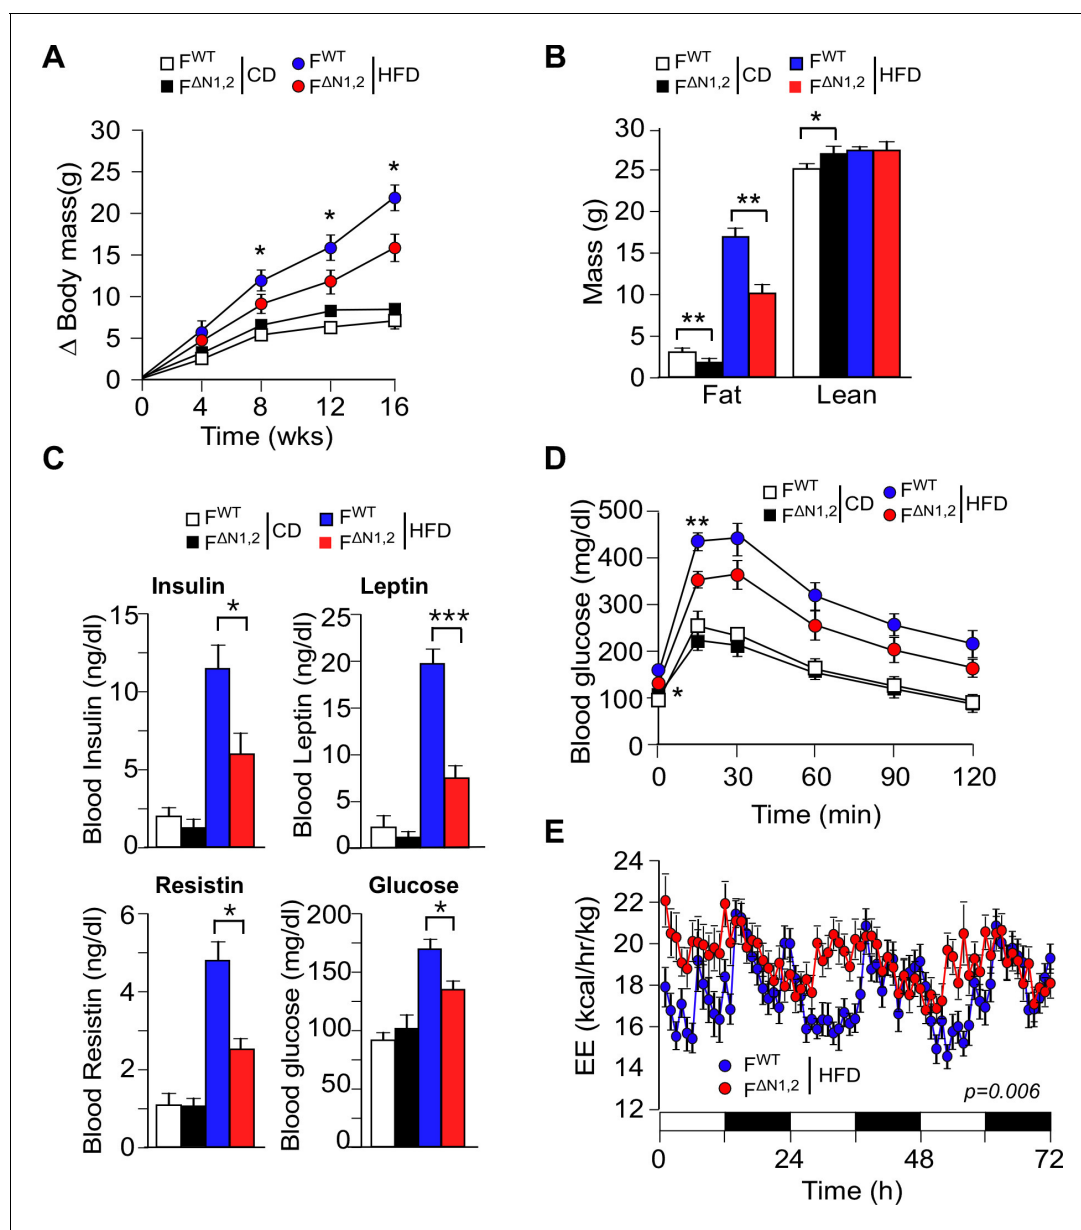 A
F^WT
F^ΔN1,2
CD
F^WT
F^ΔN1,2
HFD
30
25
20
15
10
5
0
Δ Body mass(g)
*
*
*
0 4 8 12 16
Time (wks)
B
F^WT
F^ΔN1,2
CD
F^WT
F^ΔN1,2
HFD
30
25
20
15
10
5
0
Mass (g)
**
**
*
Fat Lean
C
F^WT
F^ΔN1,2
CD
F^WT
F^ΔN1,2
HFD
Insulin
15
10
5
0
Blood Insulin (ng/dl)
*
Leptin
25
20
15
10
5
0
Blood Leptin (ng/dl)
***
Resistin
6
4
2
0
Blood Resistin (ng/dl)
*
Glucose
200
150
100
50
0
Blood glucose (mg/dl)
*
D
F^WT
F^ΔN1,2
CD
F^WT
F^ΔN1,2
HFD
500
400
300
200
100
0
Blood glucose (mg/dl)
**
*
0 30 60 90 120
Time (min)
E
24
22
20
18
16
14
12
EE (kcal/hr/kg)
F^WT
F^ΔN1,2
HFD
p=0.006
0 24 48 72
Time (h)